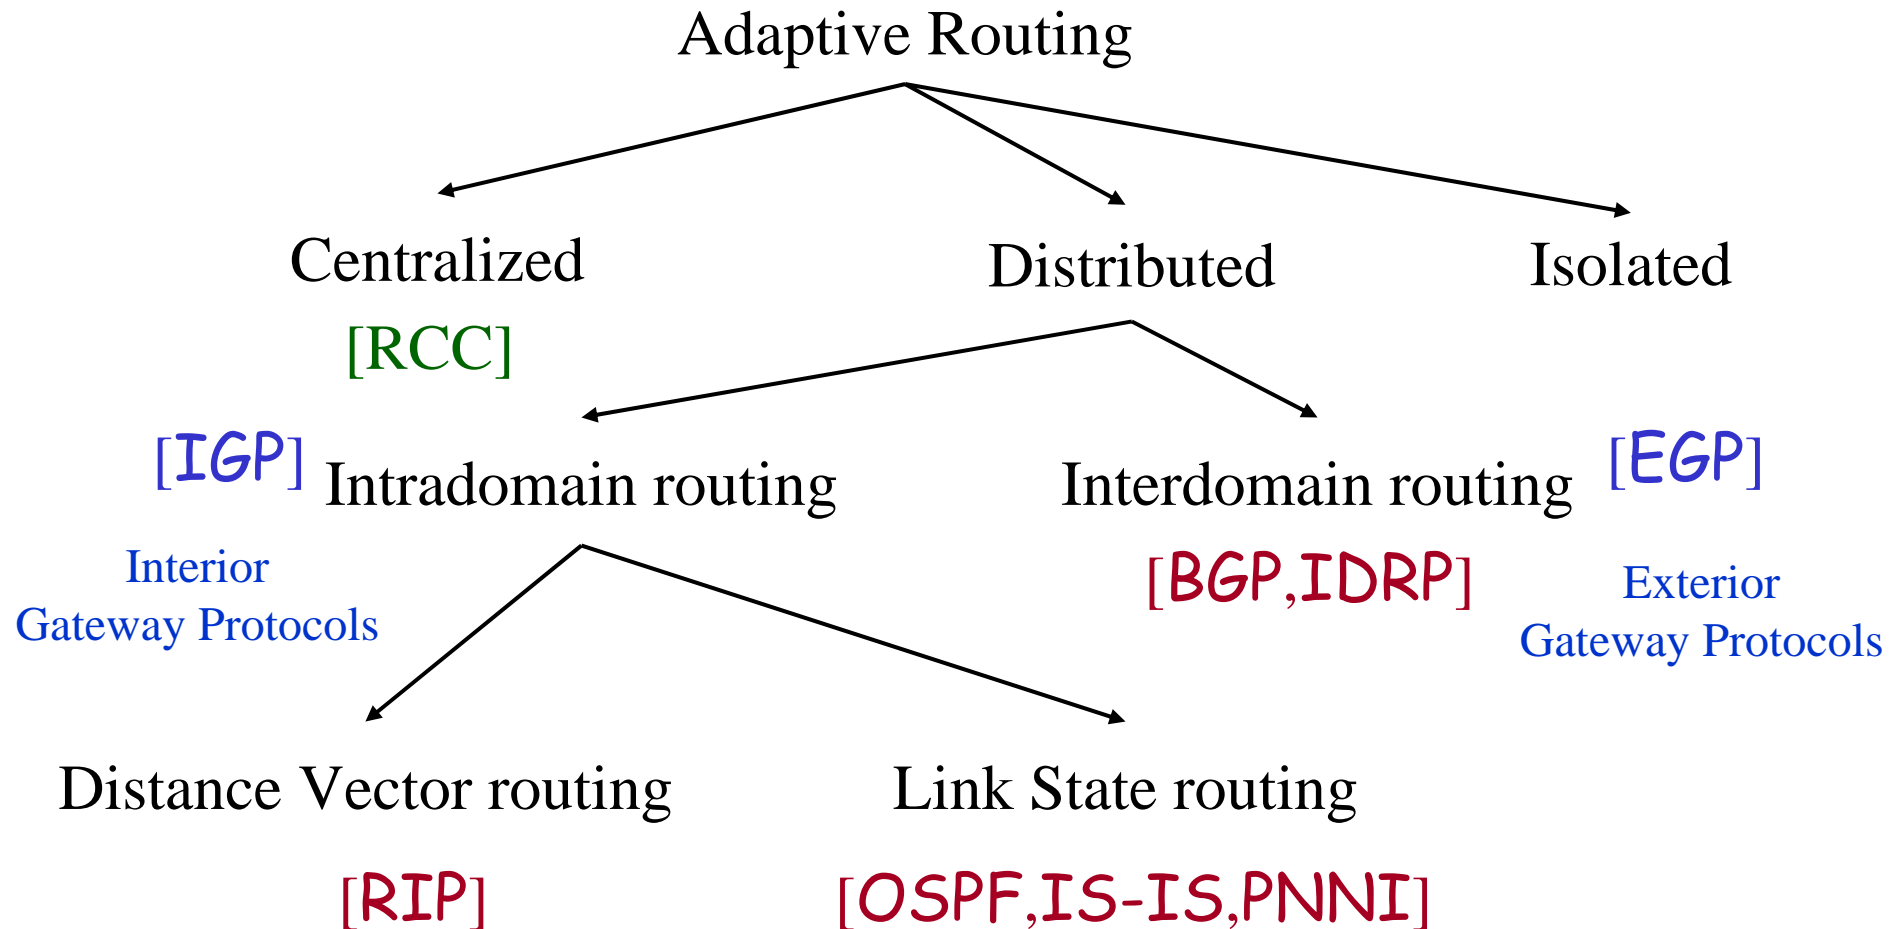 Adaptive Routing
Centralized
Distributed
Isolated
[RCC]
[IGP]
Intradomain routing
Interdomain routing
[EGP]
Interior
Gateway Protocols
[BGP,IDRP]
Exterior
Gateway Protocols
Distance Vector routing
Link State routing
[RIP]
[OSPF,IS-IS,PNNI]